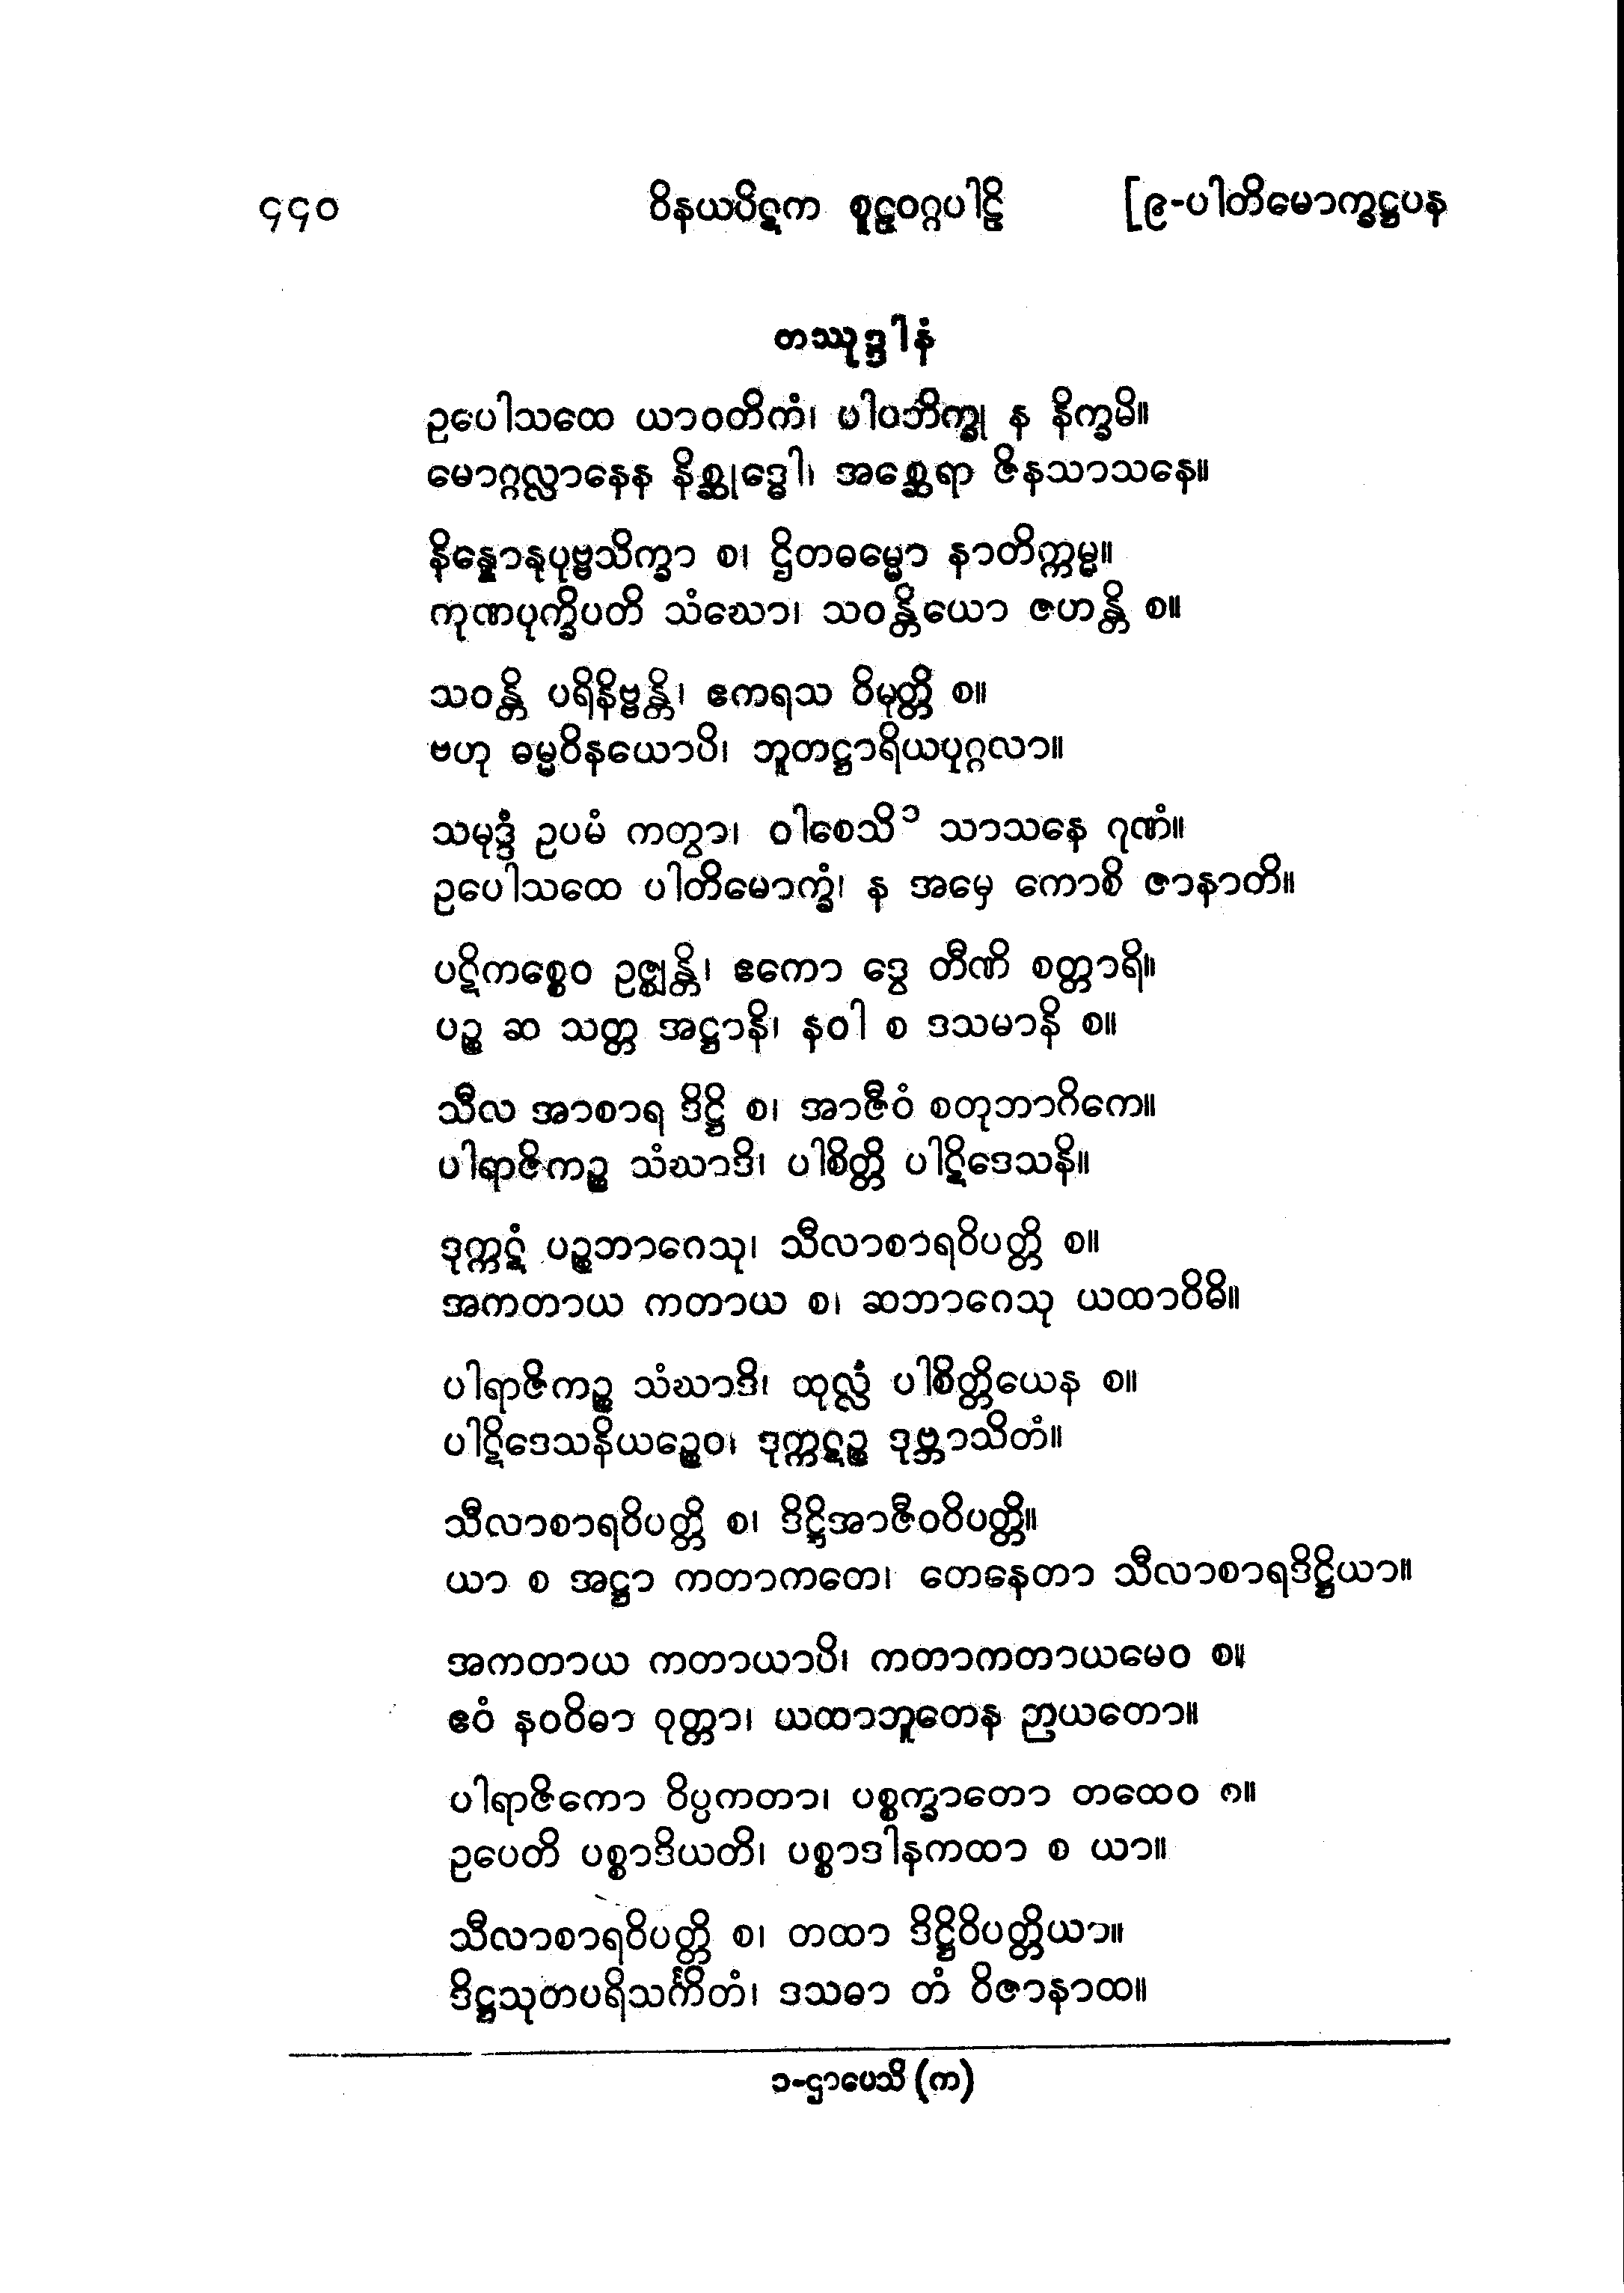 ၄၄၀ ဝိနယပိဋက စူဠဝဂ္ဂပါဠိ [၉-ပါတိမောက္ခဋ္ဌပန
တဿုဒ္ဒါနံ
ဥပေါသထေ ယာဝတိကံ၊ ပါပဘိက္ခု န နိက္ခမိ။
မောဂ္ဂလ္လာနေန နိစ္ဆုဒ္ဓေါ၊ အစ္ဆေရာ ဇိနသာသနေ။
နိန္နောနုပုဗ္ဗသိက္ခာ စ၊ ဌိတဓမ္မော နာတိက္ကမ္မ။
ကုဏပုက္ခိပတိ သံဃော၊ သဝန္တိယော ဇဟန္တိ စ။
သဝန္တိ ပရိနိဗ္ဗန္တိ၊ ဧကရသ ဝိမုတ္တိ စ။
ဗဟု ဓမ္မဝိနယောပိ၊ ဘူတဋ္ဌာရိယပုဂ္ဂလာ။
သမုဒ္ဒံ ဥပမံ ကတွာ၊ ဝါစေသိ ၁ သာသနေ ဂုဏံ။
ဥပေါသထေ ပါတိမောက္ခံ၊ န အမှေ ကောစိ ဇာနာတိ။
ပဋိကစ္စေဝ ဥဇ္ဈန္တိ၊ ဧကော ဒွေ တီဏိ စတ္တာရိ။
ပဉ္စ ဆ သတ္တ အဋ္ဌာနိ၊ နဝါ စ ဒသမာနိ စ။
သီလ အာစာရ ဒိဋ္ဌိ စ၊ အာဇီဝံ စတုဘာဂိကေ။
ပါရာဇိကဉ္စ သံဃာဒိ၊ ပါစိတ္တိ ပါဋိဒေသနိ။
ဒုက္ကဋံ ပဉ္စဘာဂေသု၊ သီလာစာရဝိပတ္တိ စ။
အကတာယ ကတာယ စ၊ ဆဘာဂေသု ယထာဝိဓိ။
ပါရာဇိကဉ္စ သံဃာဒိ၊ ထုလ္လံ ပါစိတ္တိယေန စ။
ပါဋိဒေသနိယဉ္စေဝ၊ ဒုက္ကဋဉ္စ ဒုဗ္ဘာသိတံ။
သီလာစာရဝိပတ္တိ စ၊ ဒိဋ္ဌိအာဇီဝဝိပတ္တိ။
ယာ စ အဋ္ဌာ ကတာကတေ၊ တေနေတာ သီလာစာရဒိဋ္ဌိယာ။
အကတာယ ကတာယာပိ၊ ကတာကတာယမေဝ စ။
ဧဝံ နဝဝိဓာ ဝုတ္တာ၊ ယထာဘူတေန ဉာယတော။
ပါရာဇိကော ဝိပ္ပကတာ၊ ပစ္စက္ခာတော တထေဝ စ။
ဥပေတိ ပစ္စာဒိယတိ၊ ပစ္စာဒါနကထာ စ ယာ။
သီလာစာရဝိပတ္တိ စ၊ တထာ ဒိဋ္ဌိဝိပတ္တိယာ။
ဒိဋ္ဌသုတပရိသင်္ကိတံ၊ ဒသဓာ တံ ဝိဇာနာထ။
၁-ဌာပေသိ (က)